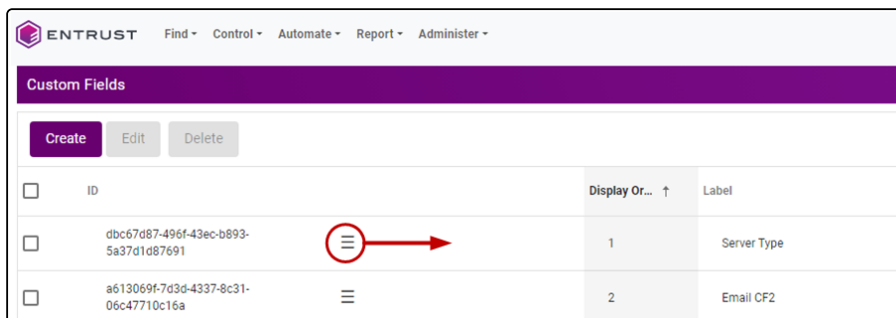 ENTRUST Find Control Automate Report Administer
Custom Fields
Create Edit Delete
ID Display Or... ↑ Label
dbc67d87-496f-43ec-b893-
5a37d1d87691 1 Server Type
a613069f-7d3d-4337-8c31-
06c47710c16a 2 Email CF2